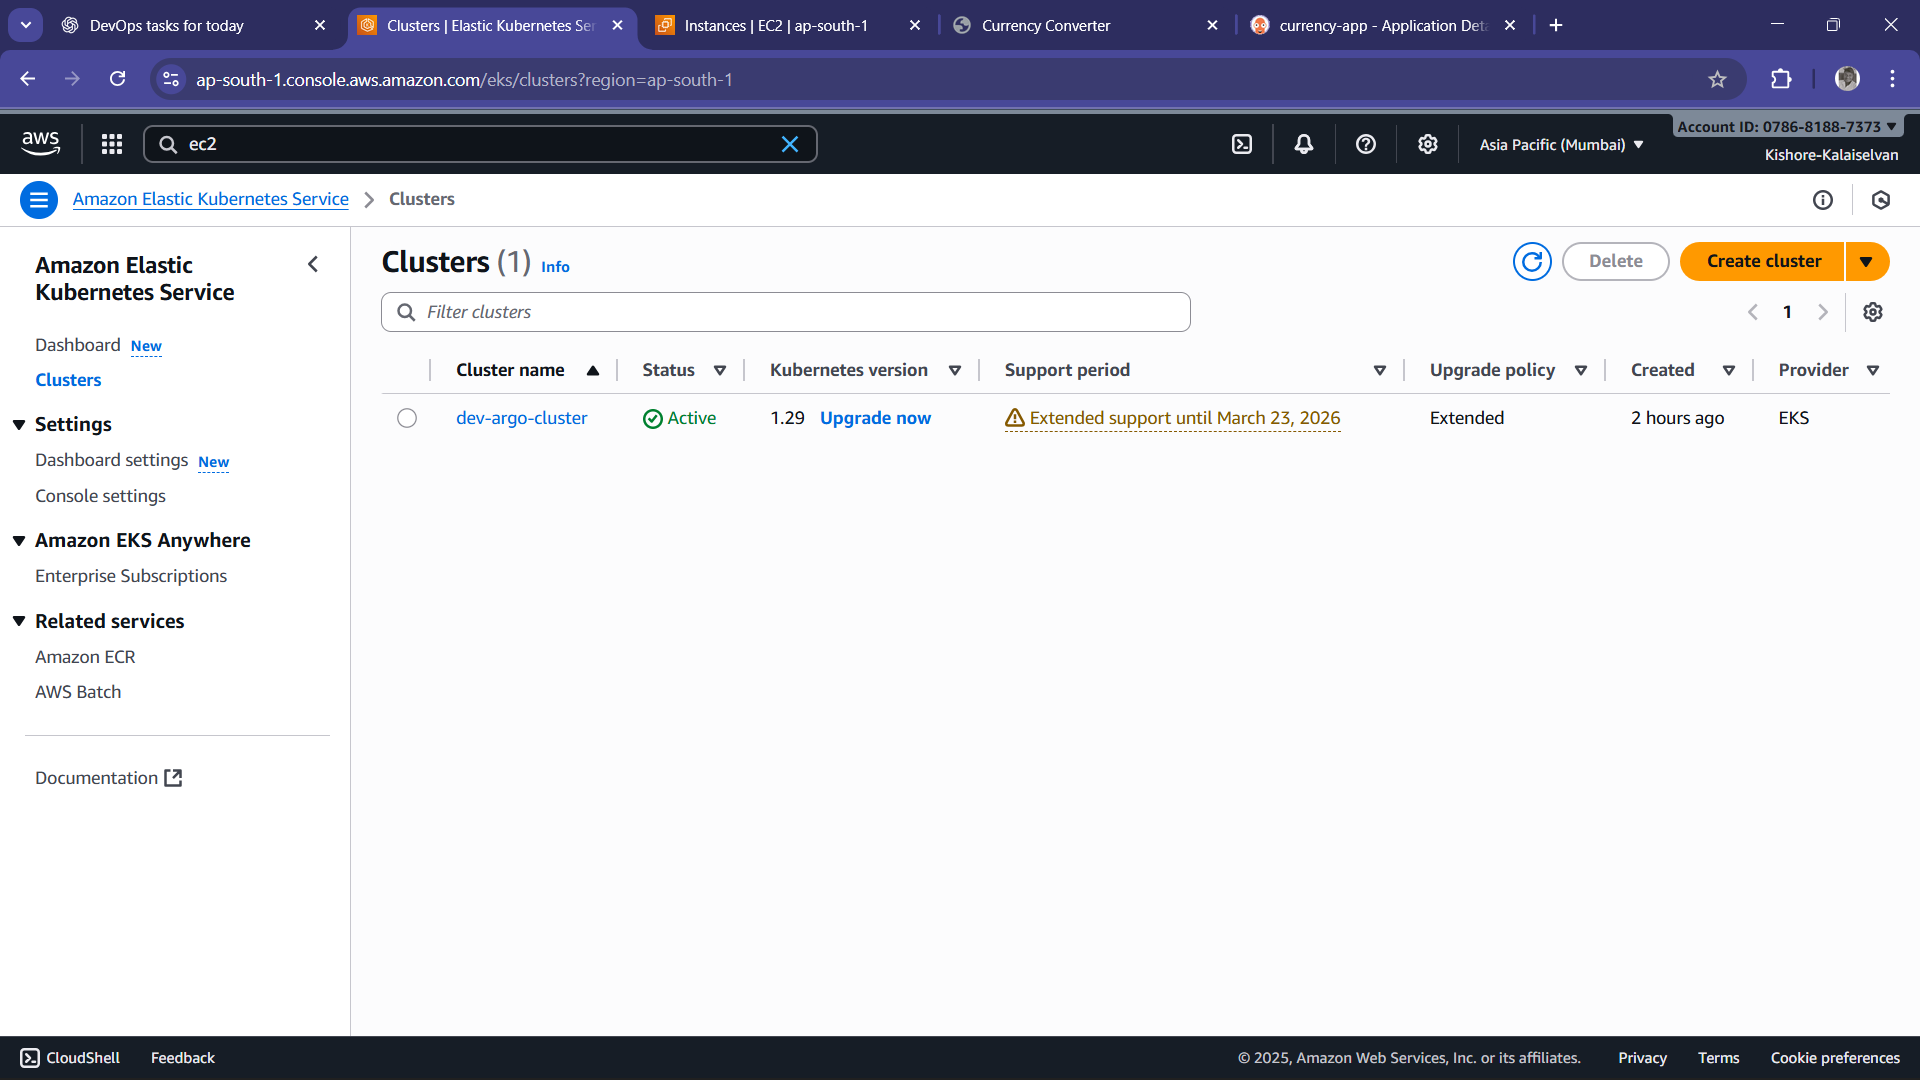 DevOps tasks for today
Clusters | Elastic Kubernetes Ser
Instances | EC2 | ap-south-1
Currency Converter
currency-app - Application Deta
ap-south-1.console.aws.amazon.com/eks/clusters?region=ap-south-1
aws
ec2
Asia Pacific (Mumbai)
Account ID: 0786-8188-7373
Kishore-Kalaiselvan
Amazon Elastic Kubernetes Service
Clusters
Amazon Elastic
Kubernetes Service
Dashboard New
Clusters
Settings
Dashboard settings New
Console settings
Amazon EKS Anywhere
Enterprise Subscriptions
Related services
Amazon ECR
AWS Batch
Documentation
Clusters (1) Info
Delete
Create cluster
Filter clusters
1
Cluster name Status Kubernetes version Support period Upgrade policy Created Provider
dev-argo-cluster Active 1.29 Upgrade now Extended support until March 23, 2026 Extended 2 hours ago EKS
CloudShell Feedback © 2025, Amazon Web Services, Inc. or its affiliates. Privacy Terms Cookie preferences